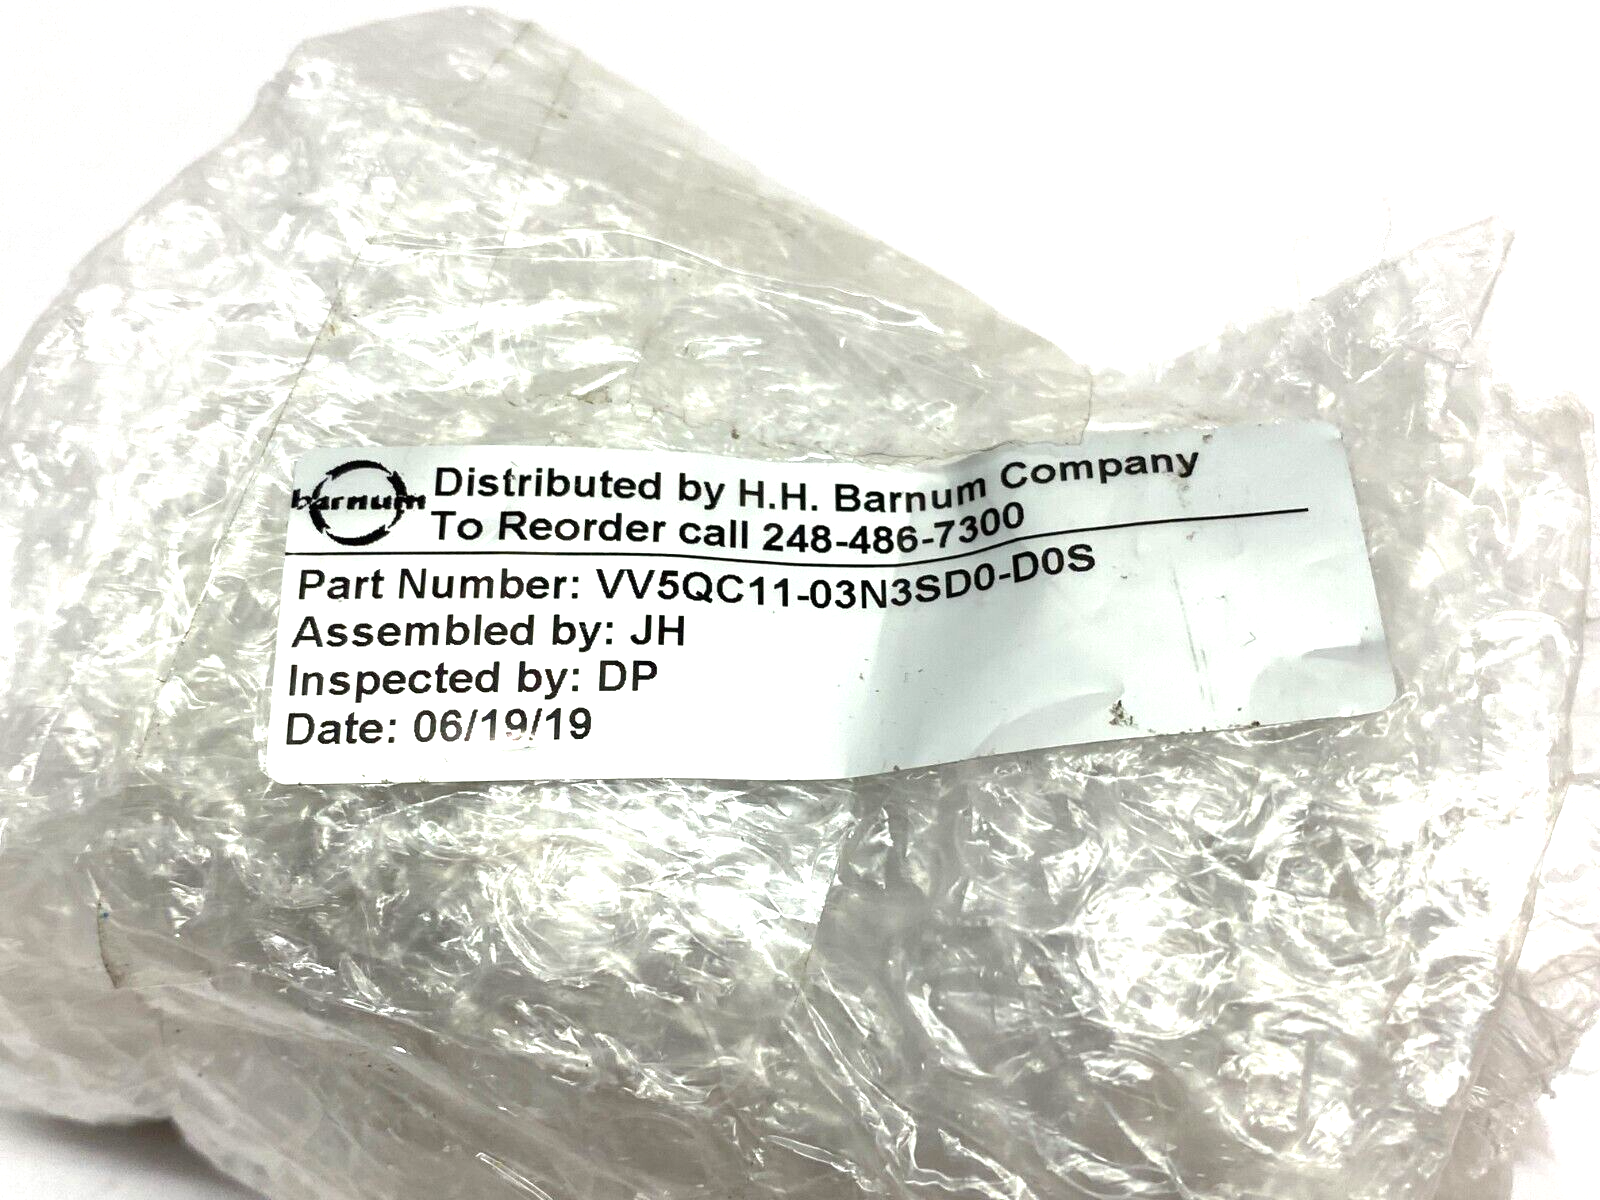 barnum
Distributed by H.H. Barnum Company
To Reorder call 248-486-7300
Part Number: VV5QC11-03N3SD0-D0S
Assembled by: JH
Inspected by: DP
Date: 06/19/19